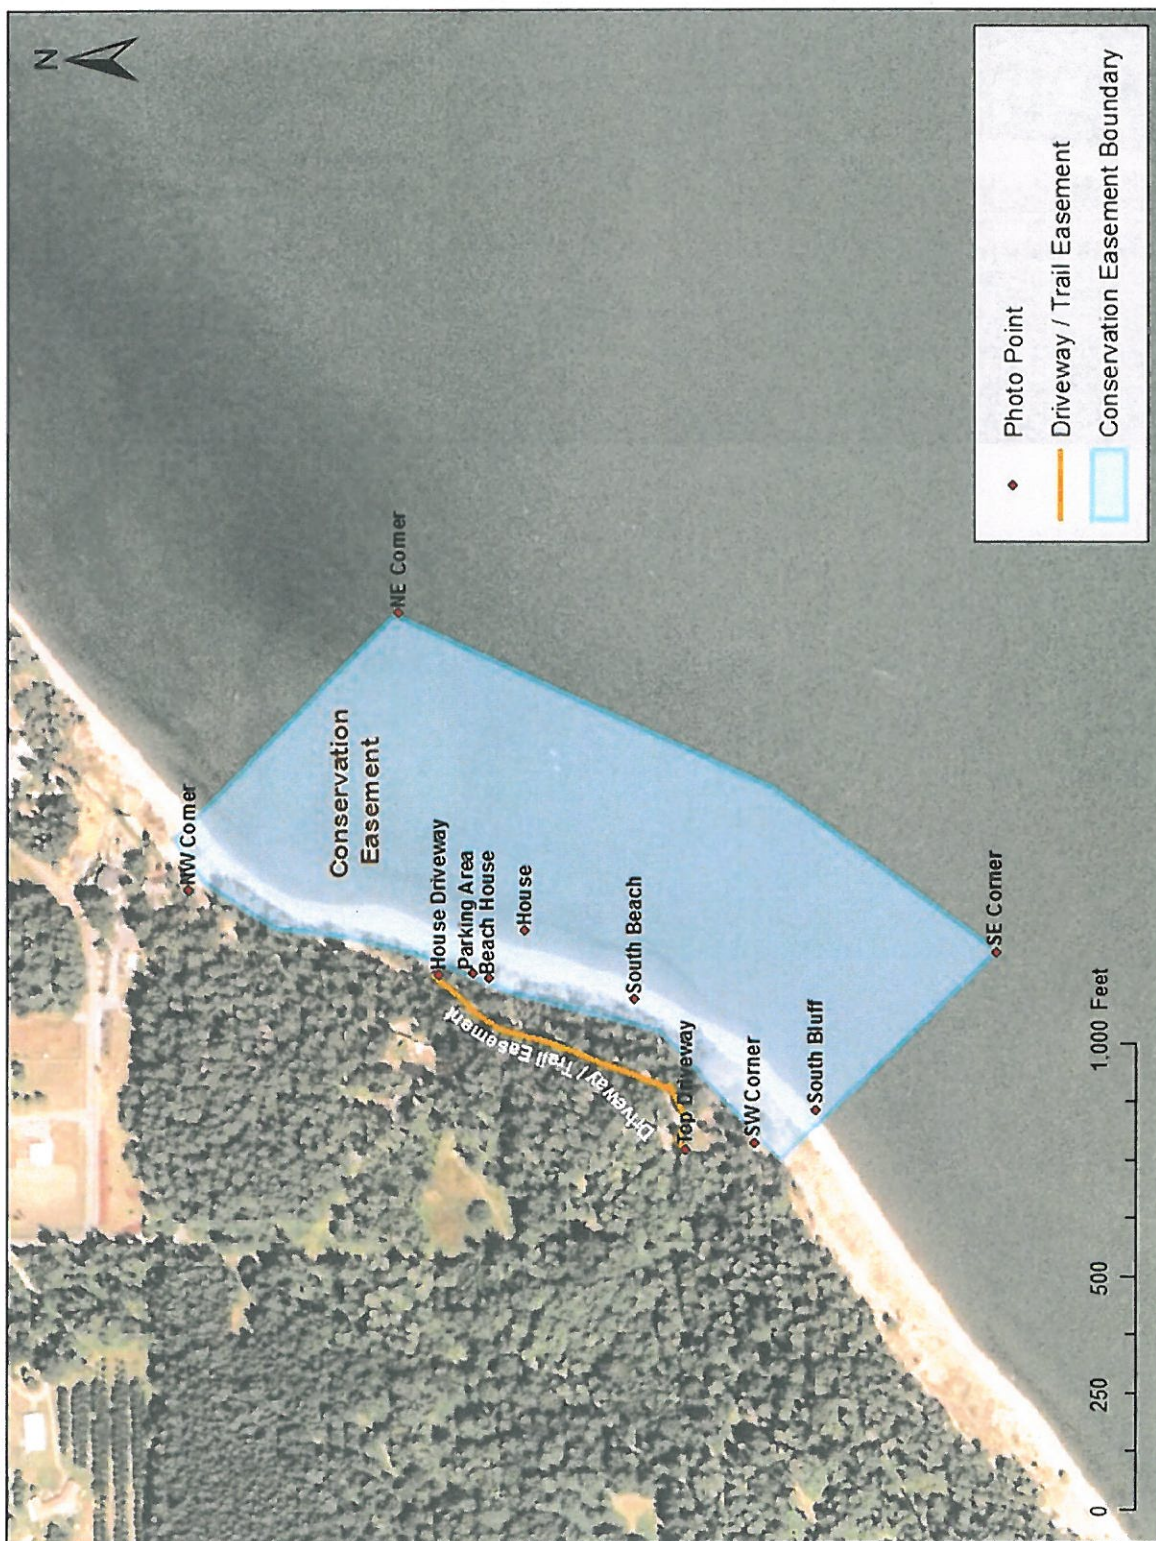 N
NW Corner
NE Corner
Conservation
Easement
House Driveway
Parking Area
Beach House
House
Driveway / Trail Easement
South Beach
Top Driveway
SW Corner
South Bluff
SE Corner
0 250 500 1,000 Feet
Photo Point
Driveway / Trail Easement
Conservation Easement Boundary